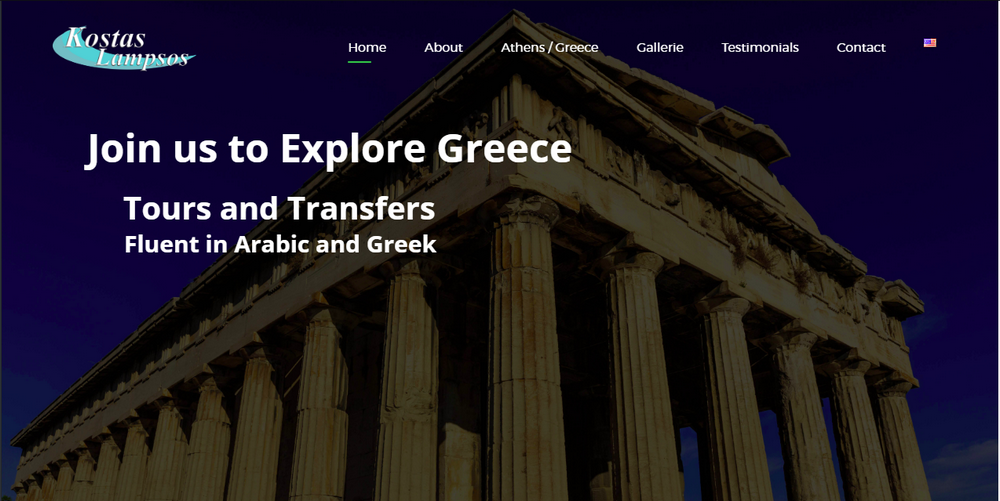 Kostas
Lampsos
Home About Athens / Greece Gallerie Testimonials Contact
Join us to Explore Greece
Tours and Transfers
Fluent in Arabic and Greek